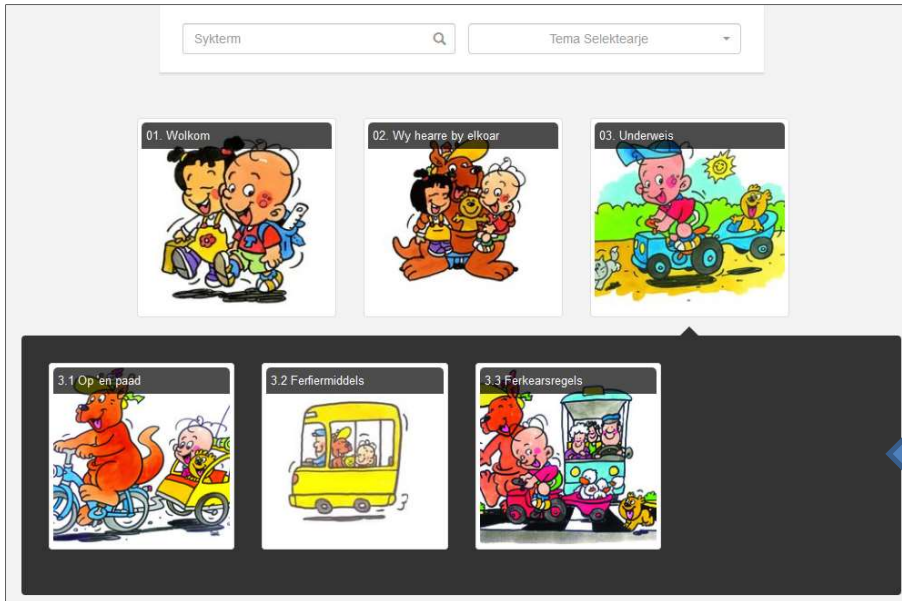 Sykterm
Tema Selektearje
01. Wolkom
02. Wy hearre by elkoar
03. Underweis
3.1 Op 'en paad
3.2 Ferfiermiddels
3.3 Ferkearsregels